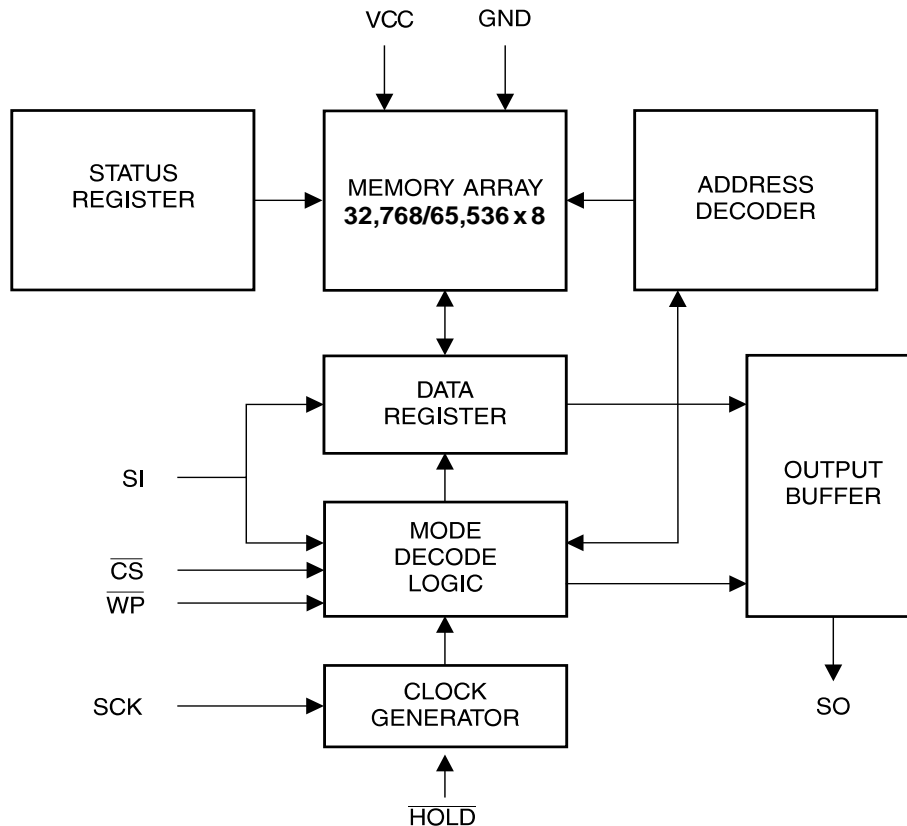 VCC
GND
STATUS
REGISTER
MEMORY ARRAY
32,768/65,536 x 8
ADDRESS
DECODER
DATA
REGISTER
OUTPUT
BUFFER
SI
MODE
DECODE
LOGIC
CS
WP
SCK
CLOCK
GENERATOR
SO
HOLD